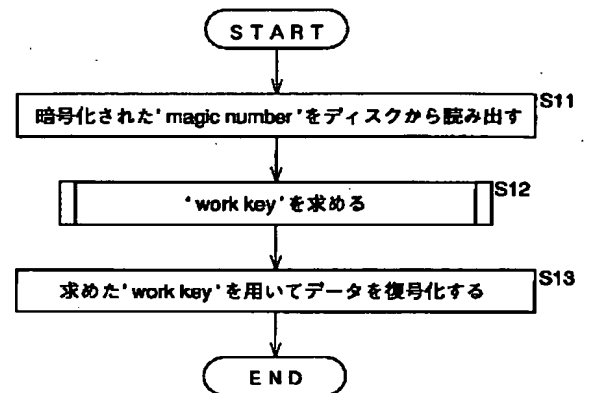 START
S11
暗号化された'magic number'をディスクから読み出す
S12
'work key'を求める
S13
求めた'work key'を用いてデータを復号化する
END